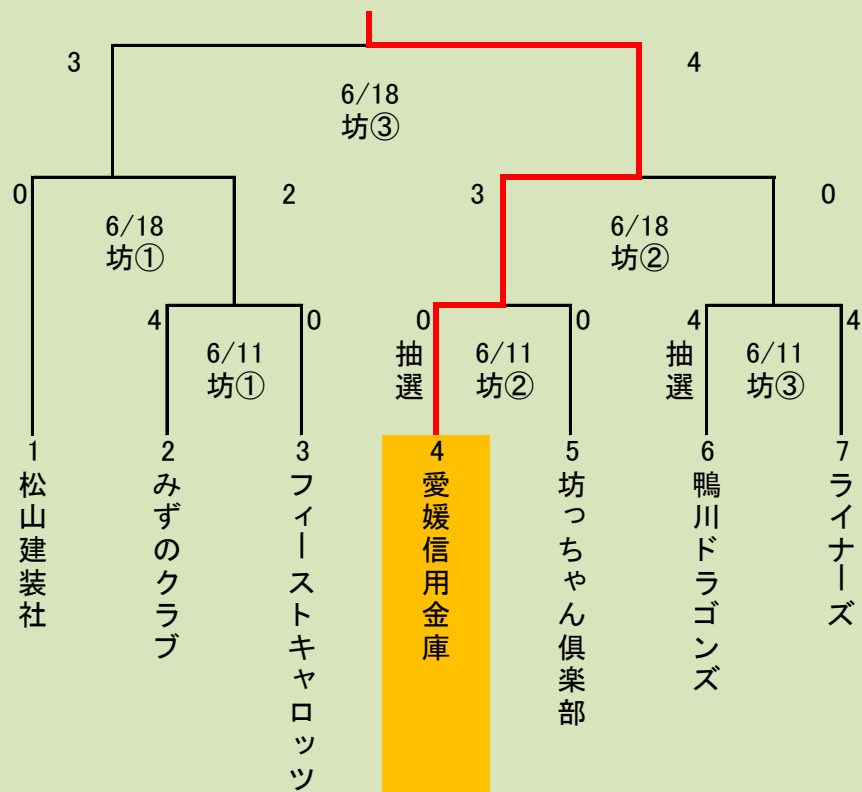 3
4
6/18
坊③
0
2
3
0
6/18
坊①
6/18
坊②
4
0
0
0
4
4
6/11
坊①
抽選
6/11
坊②
抽選
6/11
坊③
1
松山建装社
2
みずのクラブ
3
フィーストキャロッツ
4
愛媛信用金庫
5
坊っちゃん倶楽部
6
鴨川ドラゴンズ
7
ライナーズ